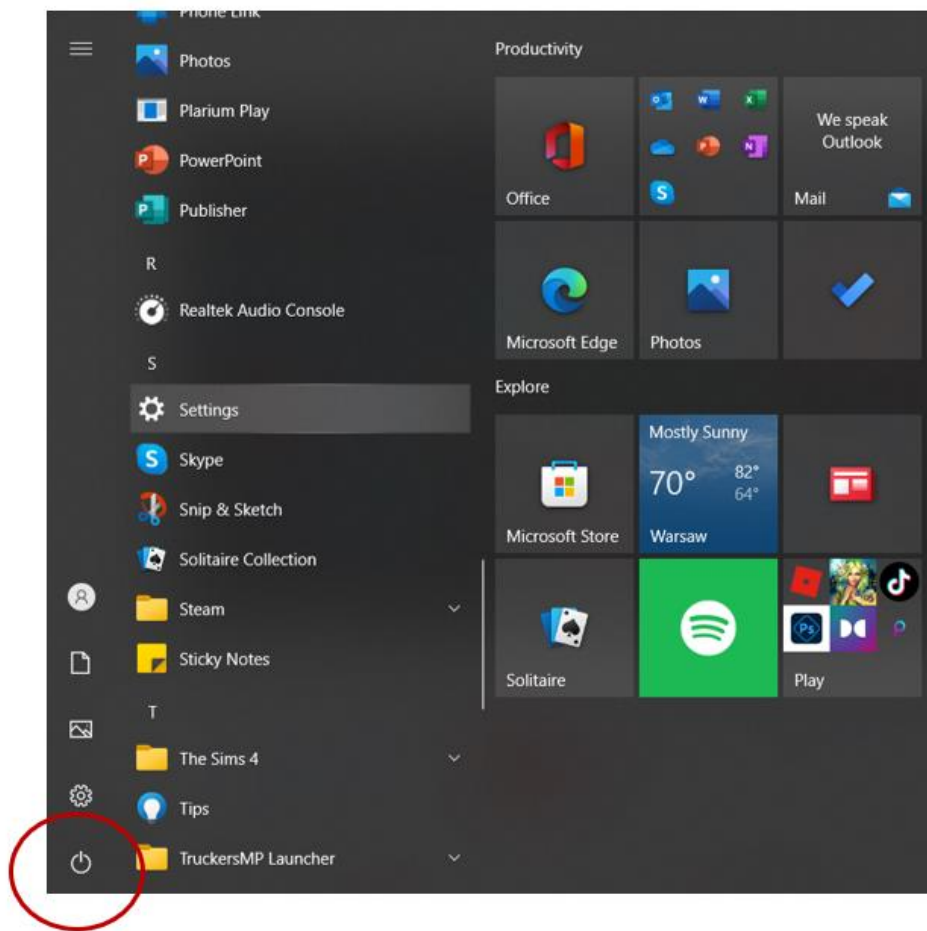 Phone Link
Photos
Plarium Play
PowerPoint
Publisher
R
Realtek Audio Console
S
Settings
Skype
Snip & Sketch
Solitaire Collection
Steam
Sticky Notes
T
The Sims 4
Tips
TruckersMP Launcher
Productivity
Office
We speak
Outlook
Mail
Microsoft Edge
Photos
Explore
Microsoft Store
Mostly Sunny
70° 82°
64°
Warsaw
Solitaire
Ps
Play